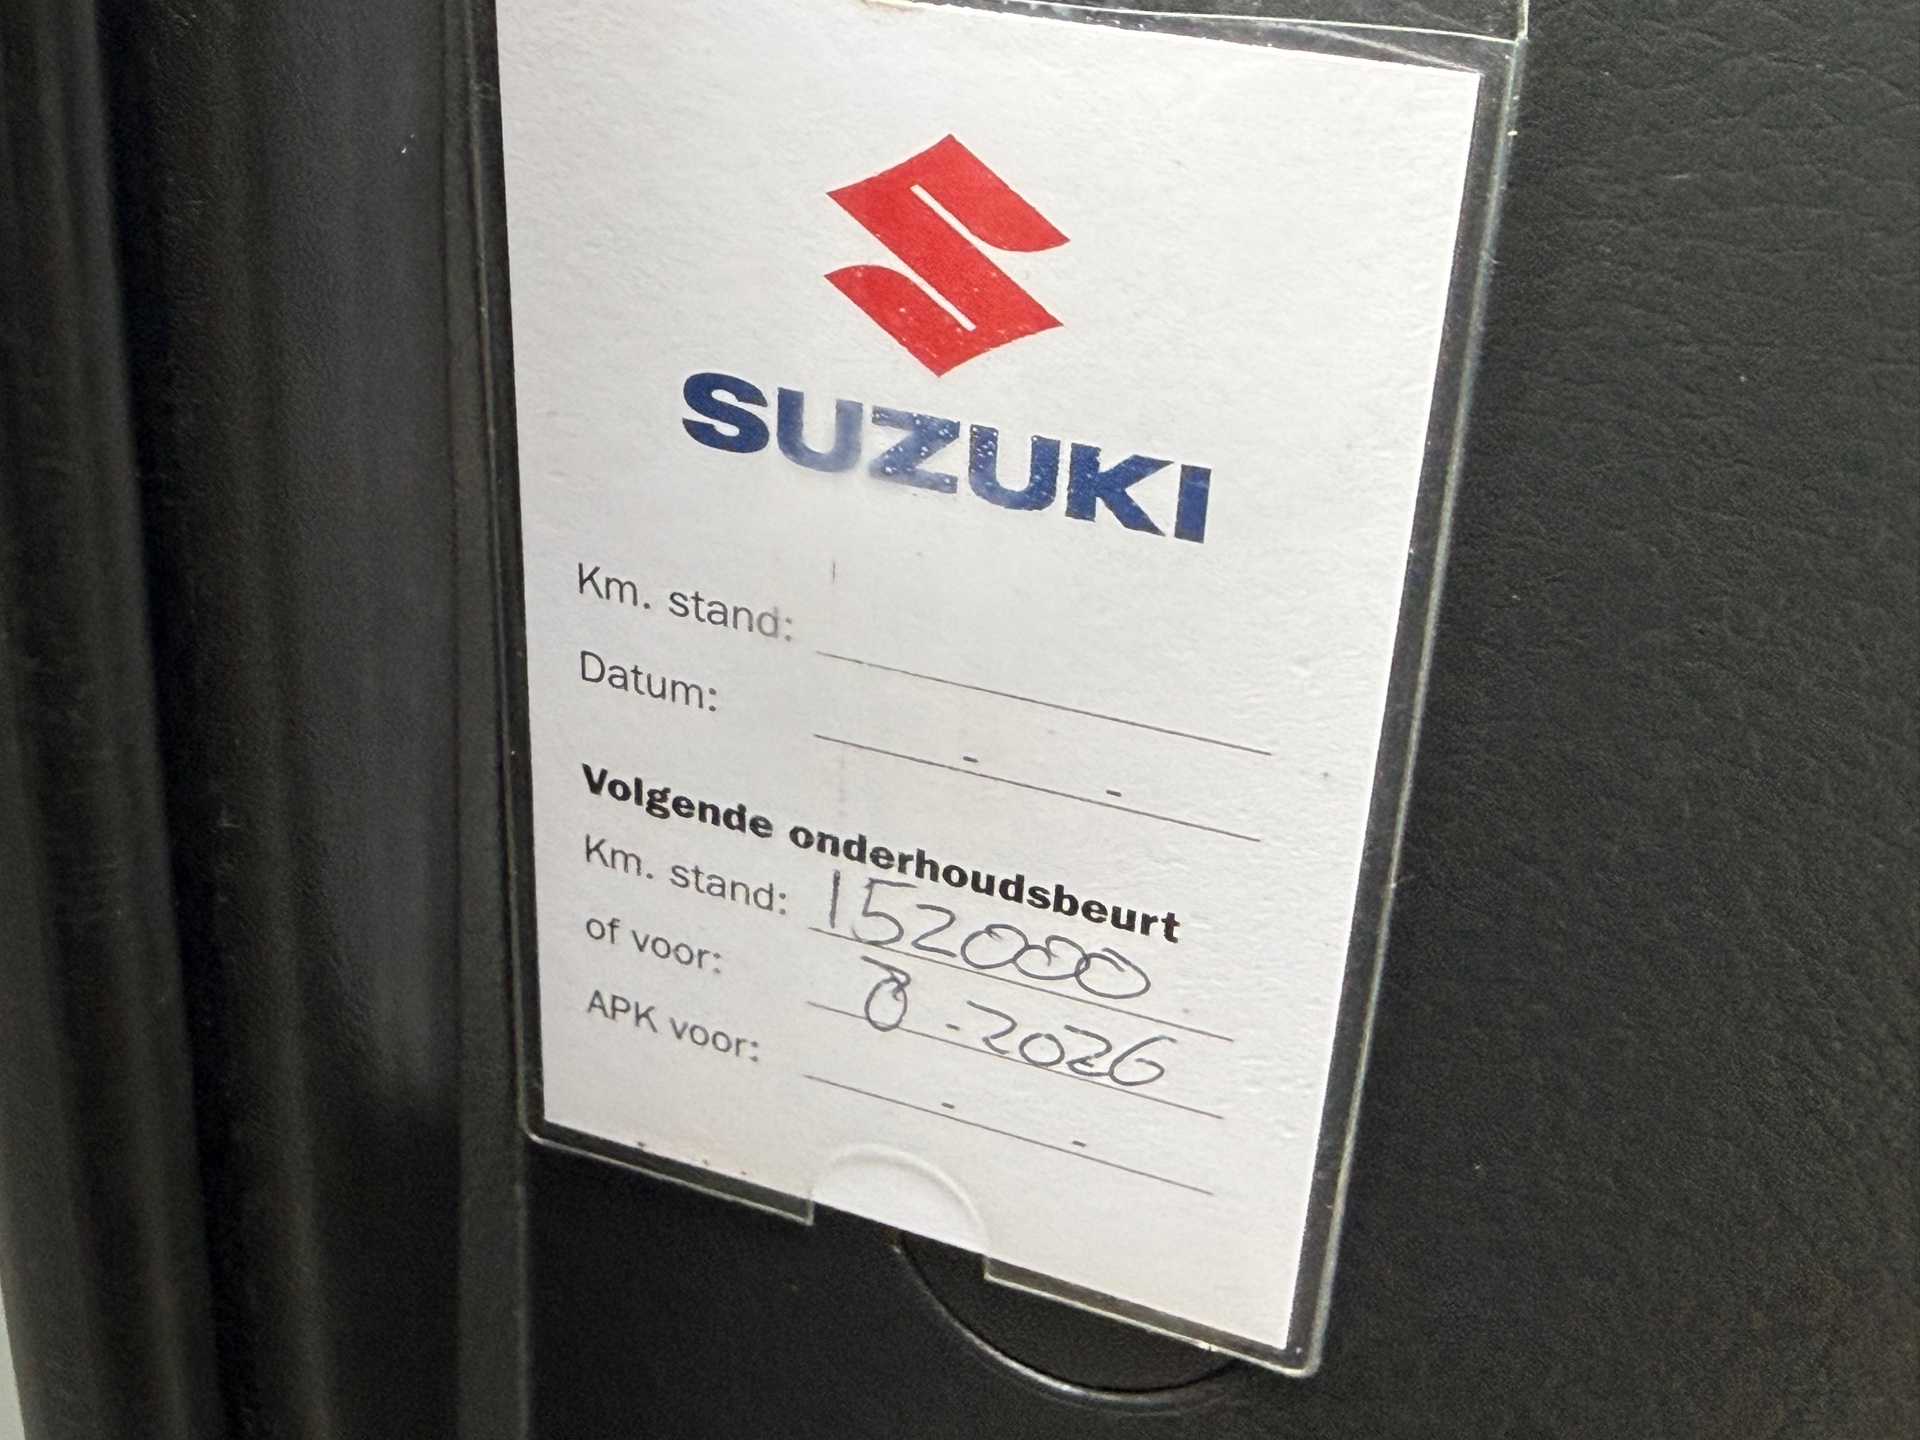 SUZUKI
Km. stand:
Datum: - -
Volgende onderhoudsbeurt
Km. stand: 152000
of voor: 8 - 2026
APK voor: - -